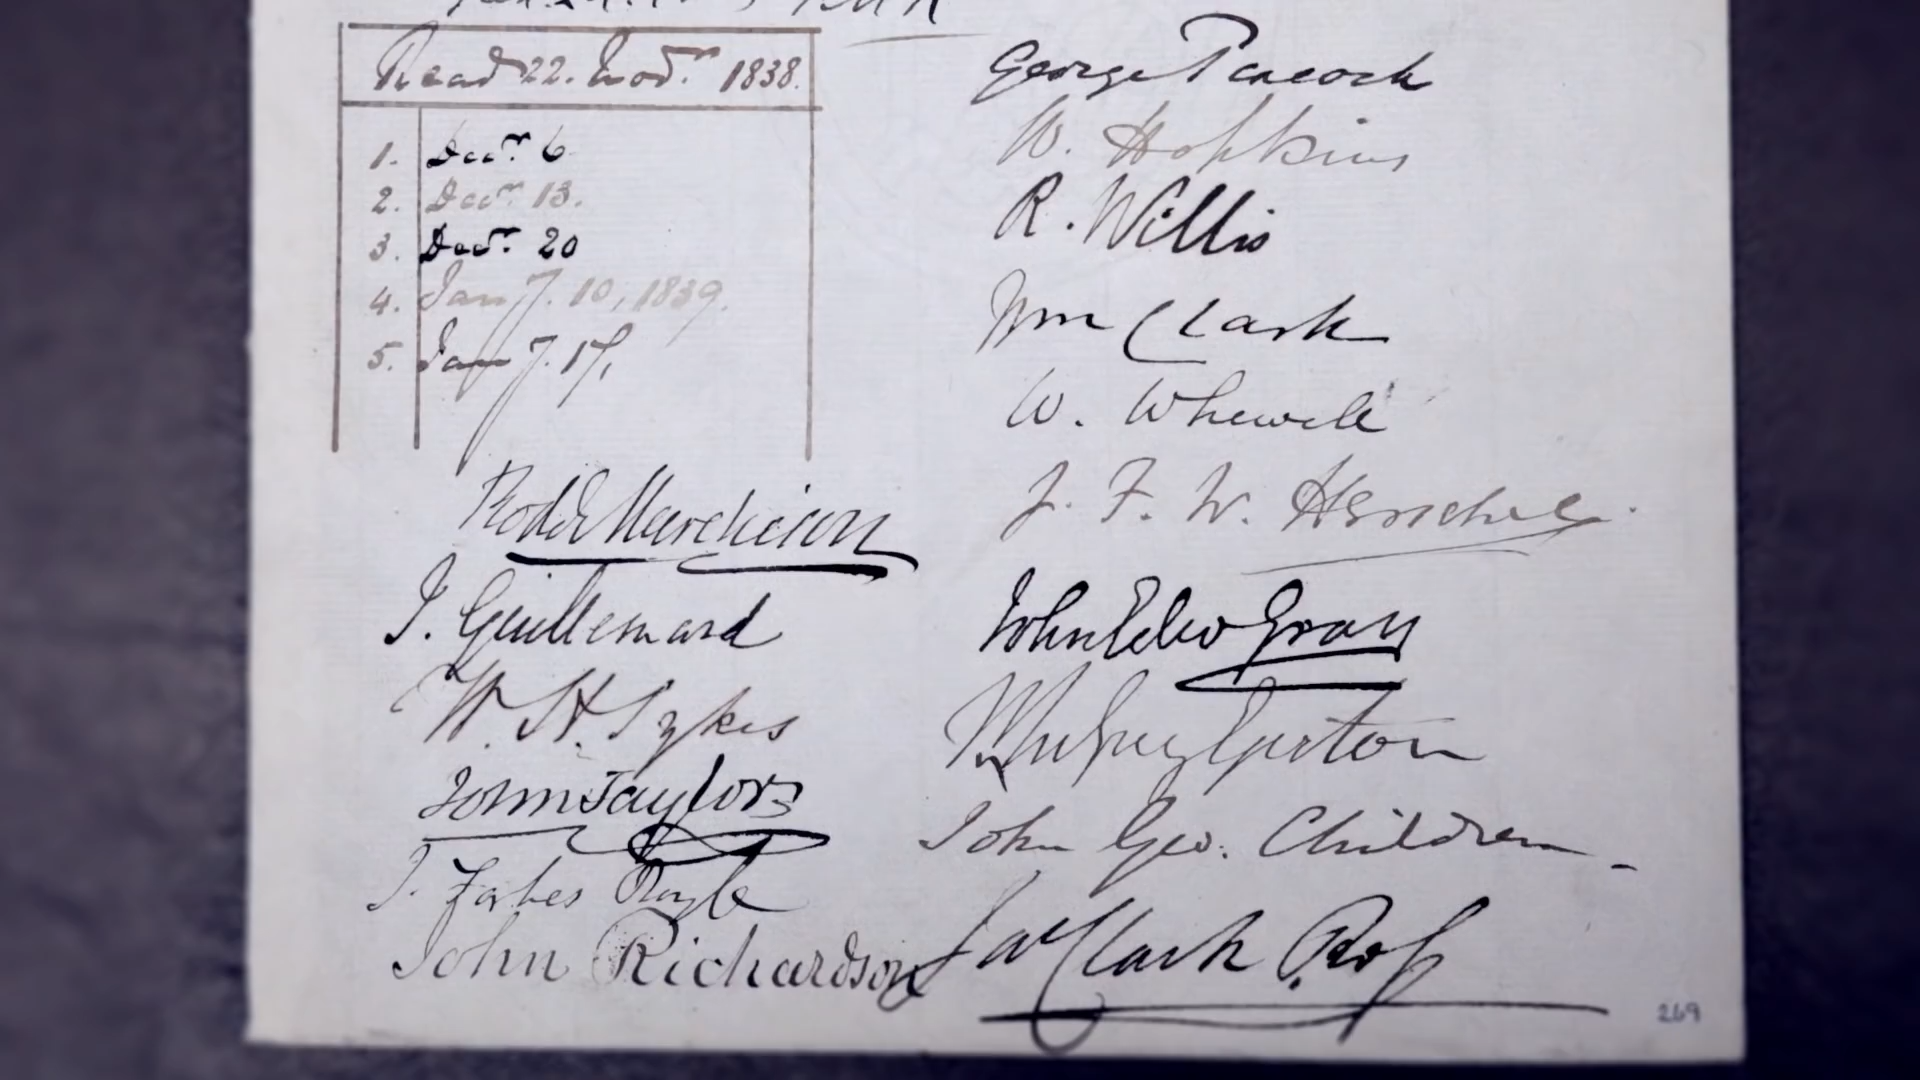 Read 22. Novr. 1838.
1. Decr. 6
2. Decr. 13.
3. Decr. 20
4. Jany. 10, 1839.
5. Jany. 17,
Rodk Murchison
J. Guillemard
W. H. Sykes
John Taylor
J. Forbes Royle
John Richardson
George Peacock
W. Hopkins
R. Willis
Wm Clark
W. Whewell
J. F. W. Herschel.
John Edw Gray
Egerton
John Geo. Children
Clark Prof
269